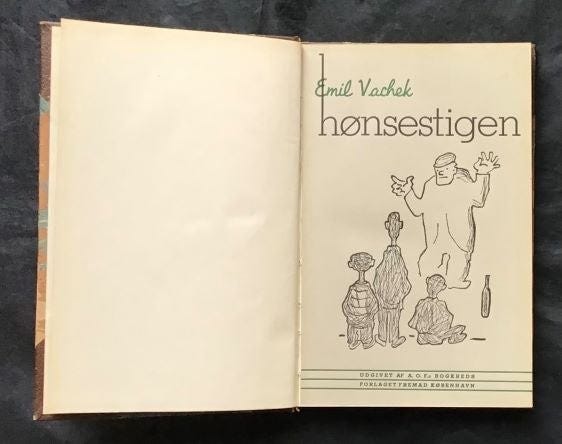 Emil Vachek
hønsestigen
UDGIVET AF A. O. F.s BOGKREDS
FORLAGET FREMAD KØBENHAVN